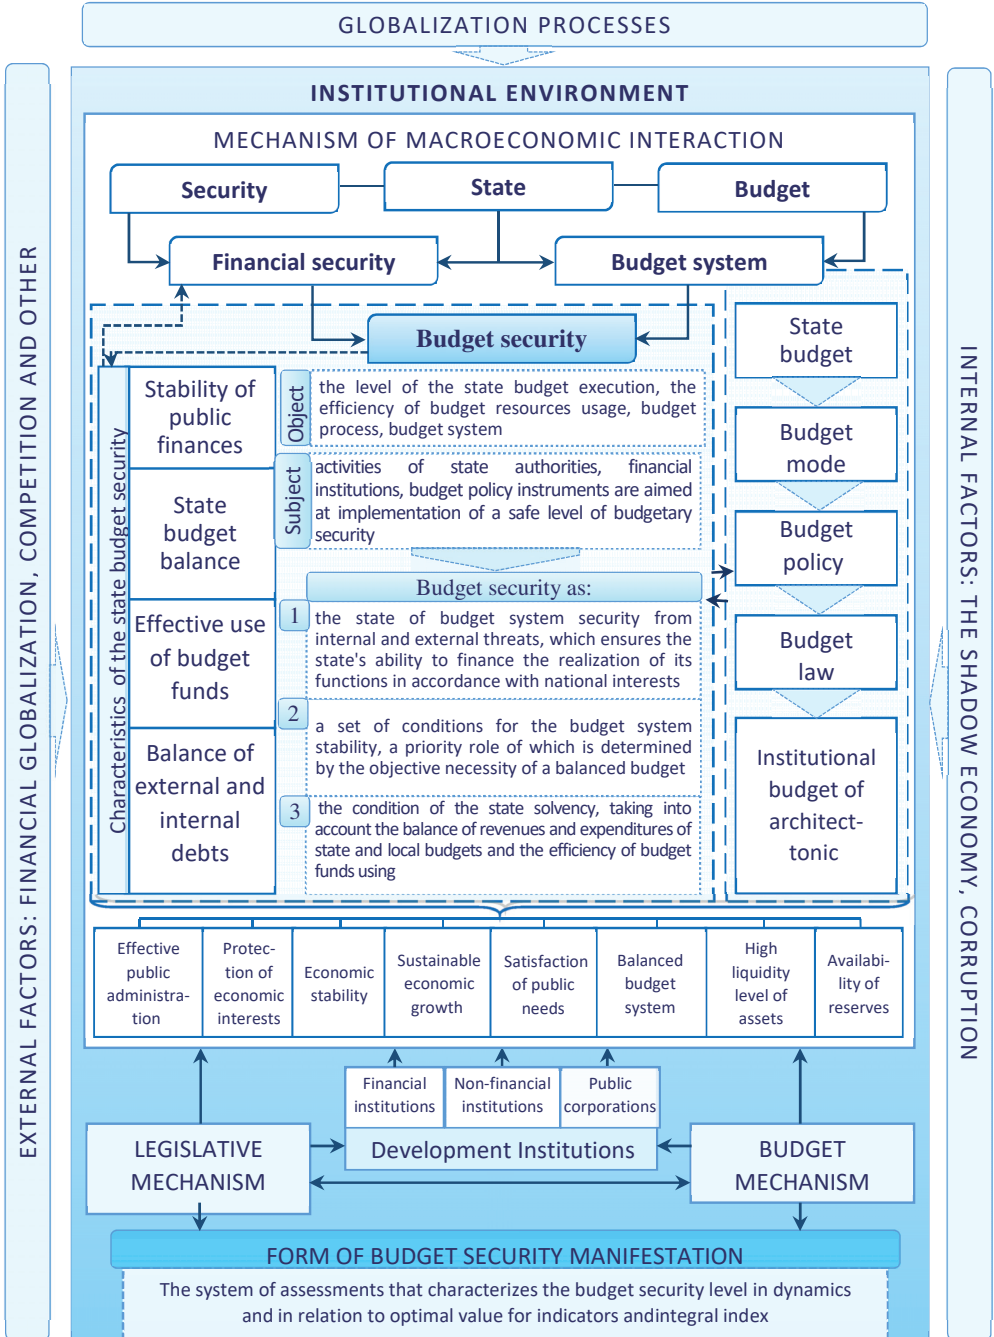 GLOBALIZATION PROCESSES
EXTERNAL FACTORS: FINANCIAL GLOBALIZATION, COMPETITION AND OTHER
INSTITUTIONAL ENVIRONMENT
MECHANISM OF MACROECONOMIC INTERACTION
Security
State
Budget
Financial security
Budget system
Budget security
Characteristics of the state budget security
Stability of
public
finances
State
budget
balance
Effective use
of budget
funds
Balance of
external and
internal
debts
Object
the level of the state budget execution, the
efficiency of budget resources usage, budget
process, budget system
Subject
activities of state authorities, financial
institutions, budget policy instruments are aimed
at implementation of a safe level of budgetary
security
Budget security as:
1
the state of budget system security from
internal and external threats, which ensures the
state's ability to finance the realization of its
functions in accordance with national interests
2
a set of conditions for the budget system
stability, a priority role of which is determined
by the objective necessity of a balanced budget
3
the condition of the state solvency, taking into
account the balance of revenues and expenditures of
state and local budgets and the efficiency of budget
funds using
State
budget
Budget
mode
Budget
policy
Budget
law
Institutional
budget of
architect-
tonic
INTERNAL FACTORS: THE SHADOW ECONOMY, CORRUPTION
Effective
public
administra-
tion
Protec-
tion of
economic
interests
Economic
stability
Sustainable
economic
growth
Satisfaction
of public
needs
Balanced
budget
system
High
liquidity
level of
assets
Availabi-
lity of
reserves
Financial
institutions
Non-financial
institutions
Public
corporations
Development Institutions
LEGISLATIVE
MECHANISM
BUDGET
MECHANISM
FORM OF BUDGET SECURITY MANIFESTATION
The system of assessments that characterizes the budget security level in dynamics
and in relation to optimal value for indicators andintegral index